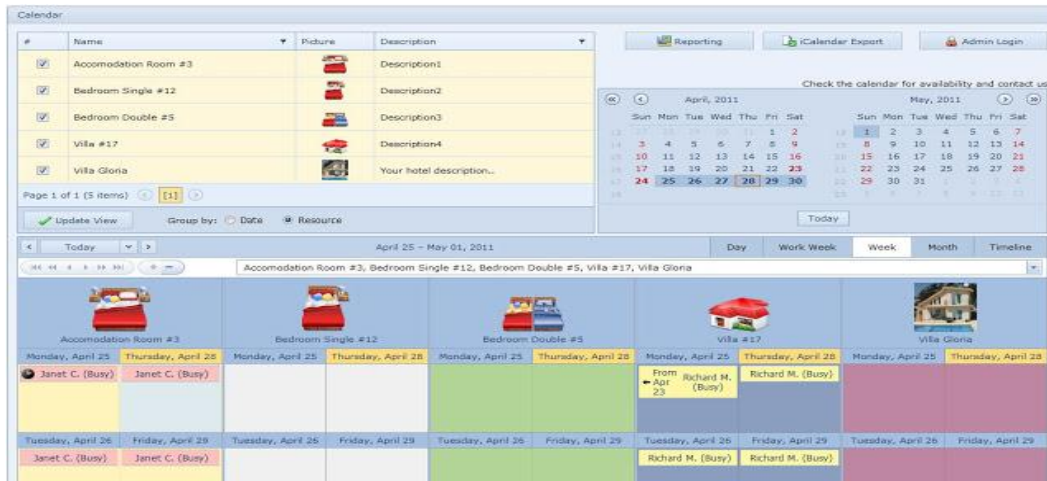 Calendar
# Name Picture Description
Reporting iCalendar Export Admin Login
Accomodation Room #3 Description1
Bedroom Single #12 Description2
Bedroom Double #5 Description3
Villa #17 Description4
Villa Gloria Your hotel description...
Page 1 of 1 (5 items) [1]
Update View Group by: Date Resource
Check the calendar for availability and contact us
April, 2011 May, 2011
Sun Mon Tue Wed Thu Fri Sat Sun Mon Tue Wed Thu Fri Sat
1 2 1 2 3 4 5 6 7
3 4 5 6 7 8 9 8 9 10 11 12 13 14
10 11 12 13 14 15 16 15 16 17 18 19 20 21
17 18 19 20 21 22 23 22 23 24 25 26 27 28
24 25 26 27 28 29 30 29 30 31
Today
Today April 25 - May 01, 2011 Day Work Week Week Month Timeline
Accomodation Room #3, Bedroom Single #12, Bedroom Double #5, Villa #17, Villa Gloria
Accomodation Room #3 Bedroom Single #12 Bedroom Double #5 Villa #17 Villa Gloria
Monday, April 25 Thursday, April 28 Monday, April 25 Thursday, April 28 Monday, April 25 Thursday, April 28 Monday, April 25 Thursday, April 28 Monday, April 25 Thursday, April 28
Janet C. (Busy) Janet C. (Busy) From Apr 23 Richard M. (Busy) Richard M. (Busy)
Tuesday, April 26 Friday, April 29 Tuesday, April 26 Friday, April 29 Tuesday, April 26 Friday, April 29 Tuesday, April 26 Friday, April 29 Tuesday, April 26 Friday, April 29
Janet C. (Busy) Janet C. (Busy) Richard M. (Busy) Richard M. (Busy)